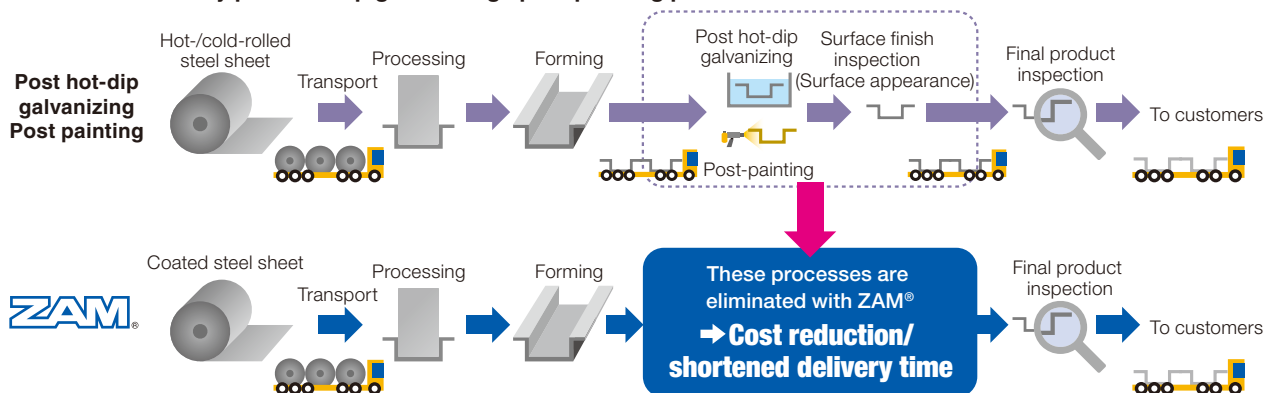 Hot-/cold-rolled
steel sheet
Transport
Processing
Forming
Post hot-dip
galvanizing
Surface finish
inspection
(Surface appearance)
Final product
inspection
To customers
Post hot-dip
galvanizing
Post painting
Post-painting
Coated steel sheet
Transport
Processing
Forming
These processes are
eliminated with ZAM®
➔Cost reduction/
shortened delivery time
Final product
inspection
To customers
ZAM®